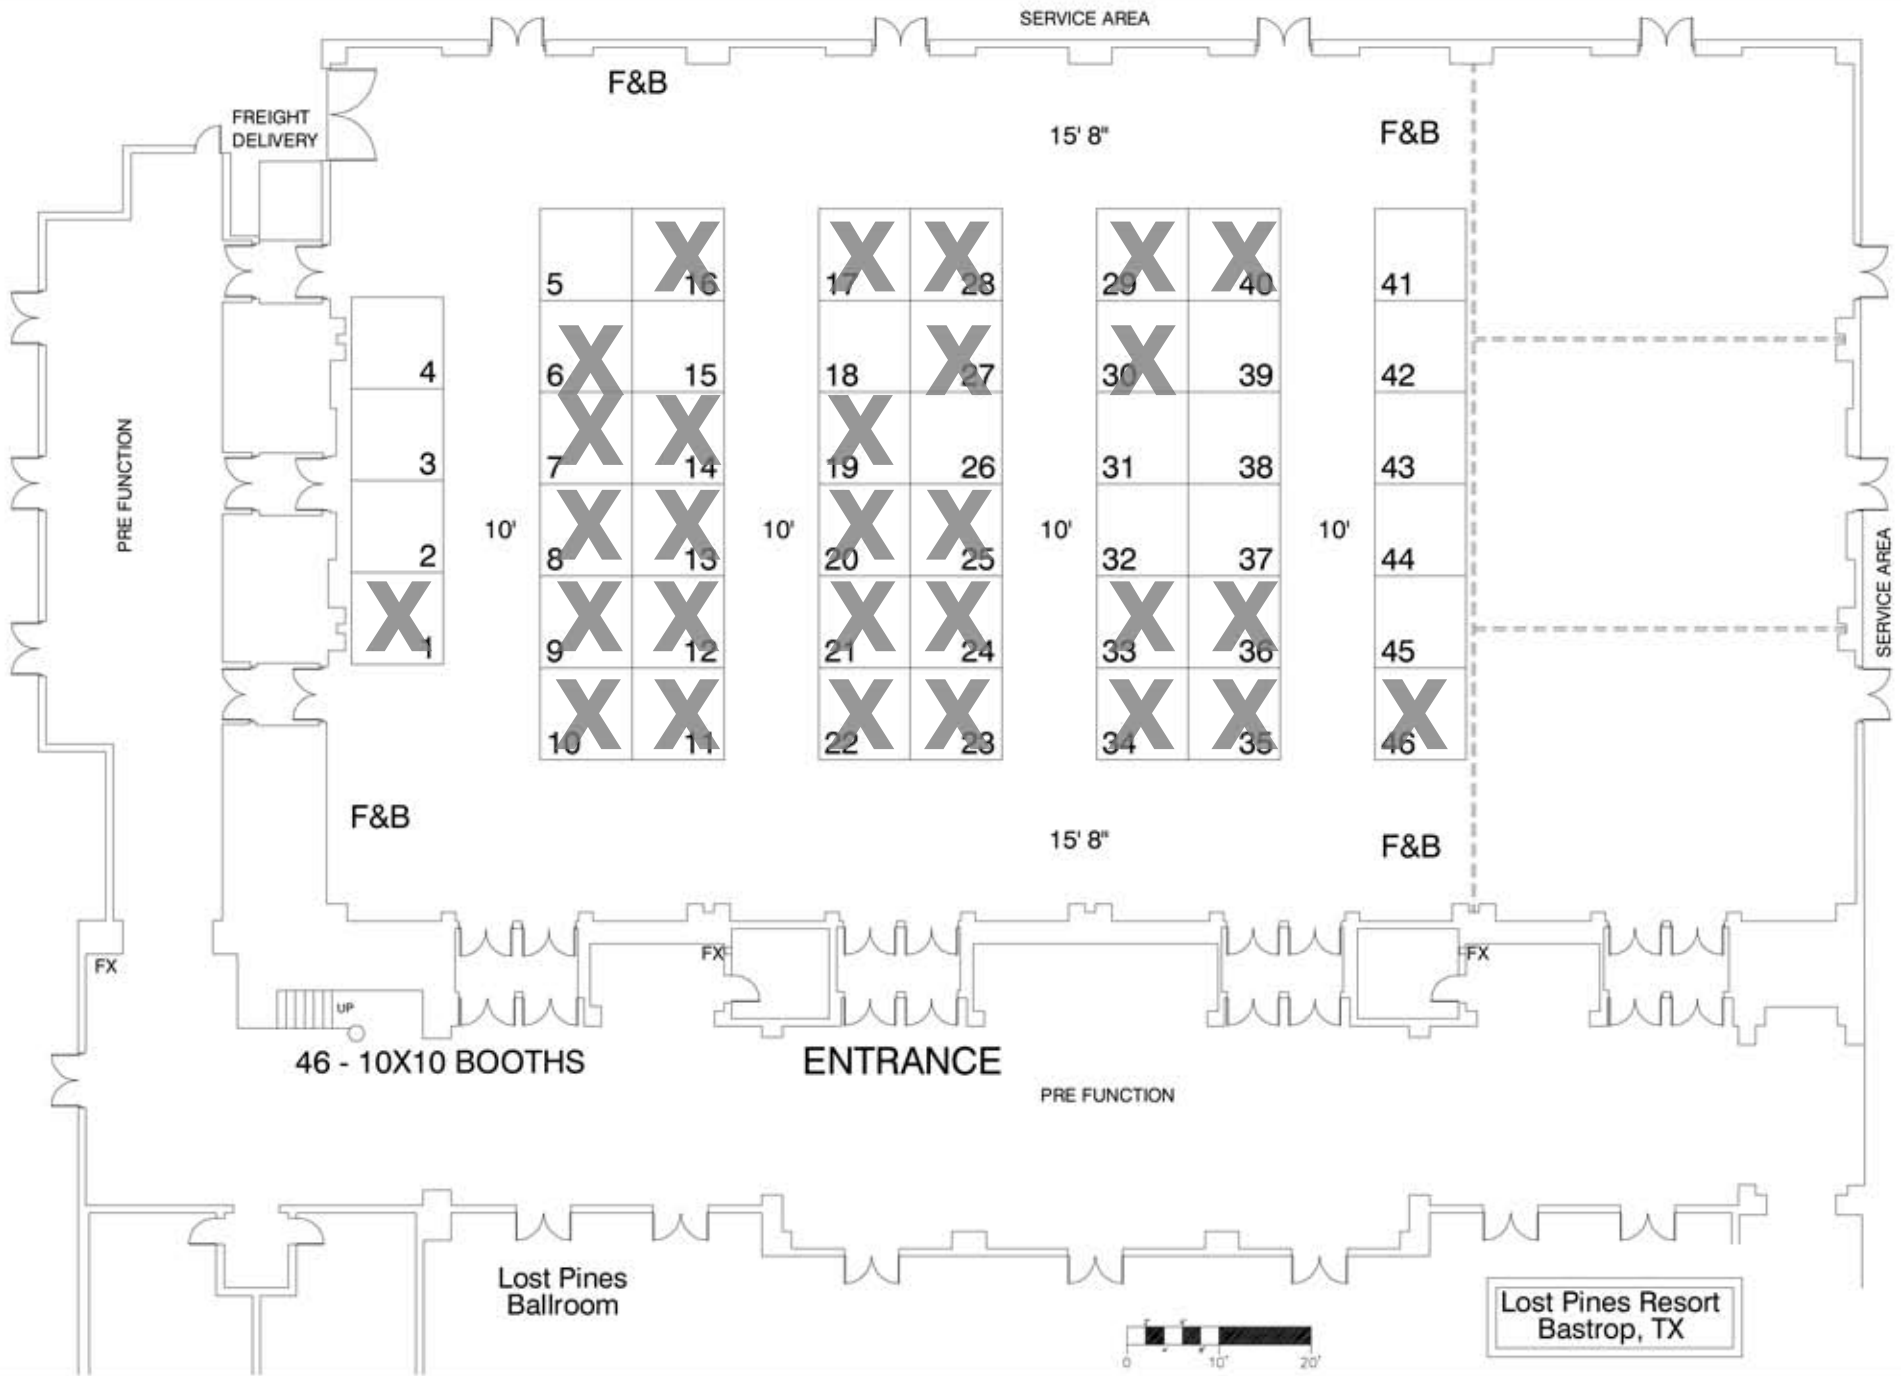 SERVICE AREA
F&B
FREIGHT
DELIVERY
15' 8"
F&B
5
X
16
X
17
X
28
X
29
X
40
41
4
X
6
15
18
X
27
X
30
39
42
3
X
7
X
14
X
19
26
31
38
43
PRE FUNCTION
2
10'
X
8
X
13
10'
X
20
X
25
10'
32
37
10'
44
SERVICE AREA
X
1
X
9
X
12
X
21
X
24
X
33
X
36
45
X
10
X
11
X
22
X
23
X
34
X
35
X
46
F&B
15' 8"
F&B
FX
FX
FX
UP
46 - 10X10 BOOTHS
ENTRANCE
PRE FUNCTION
Lost Pines
Ballroom
Lost Pines Resort
Bastrop, TX
0 10' 20'